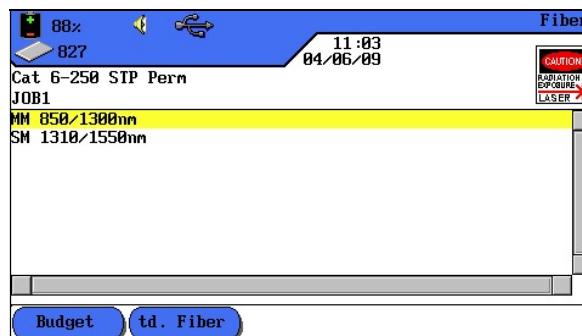 88% Fiber
827
11:03
04/06/09
CAUTION
RADIATION
EXPOSURE
LASER
Cat 6-250 STP Perm
JOB1
MM 850/1300nm
SM 1310/1550nm
Budget td. Fiber